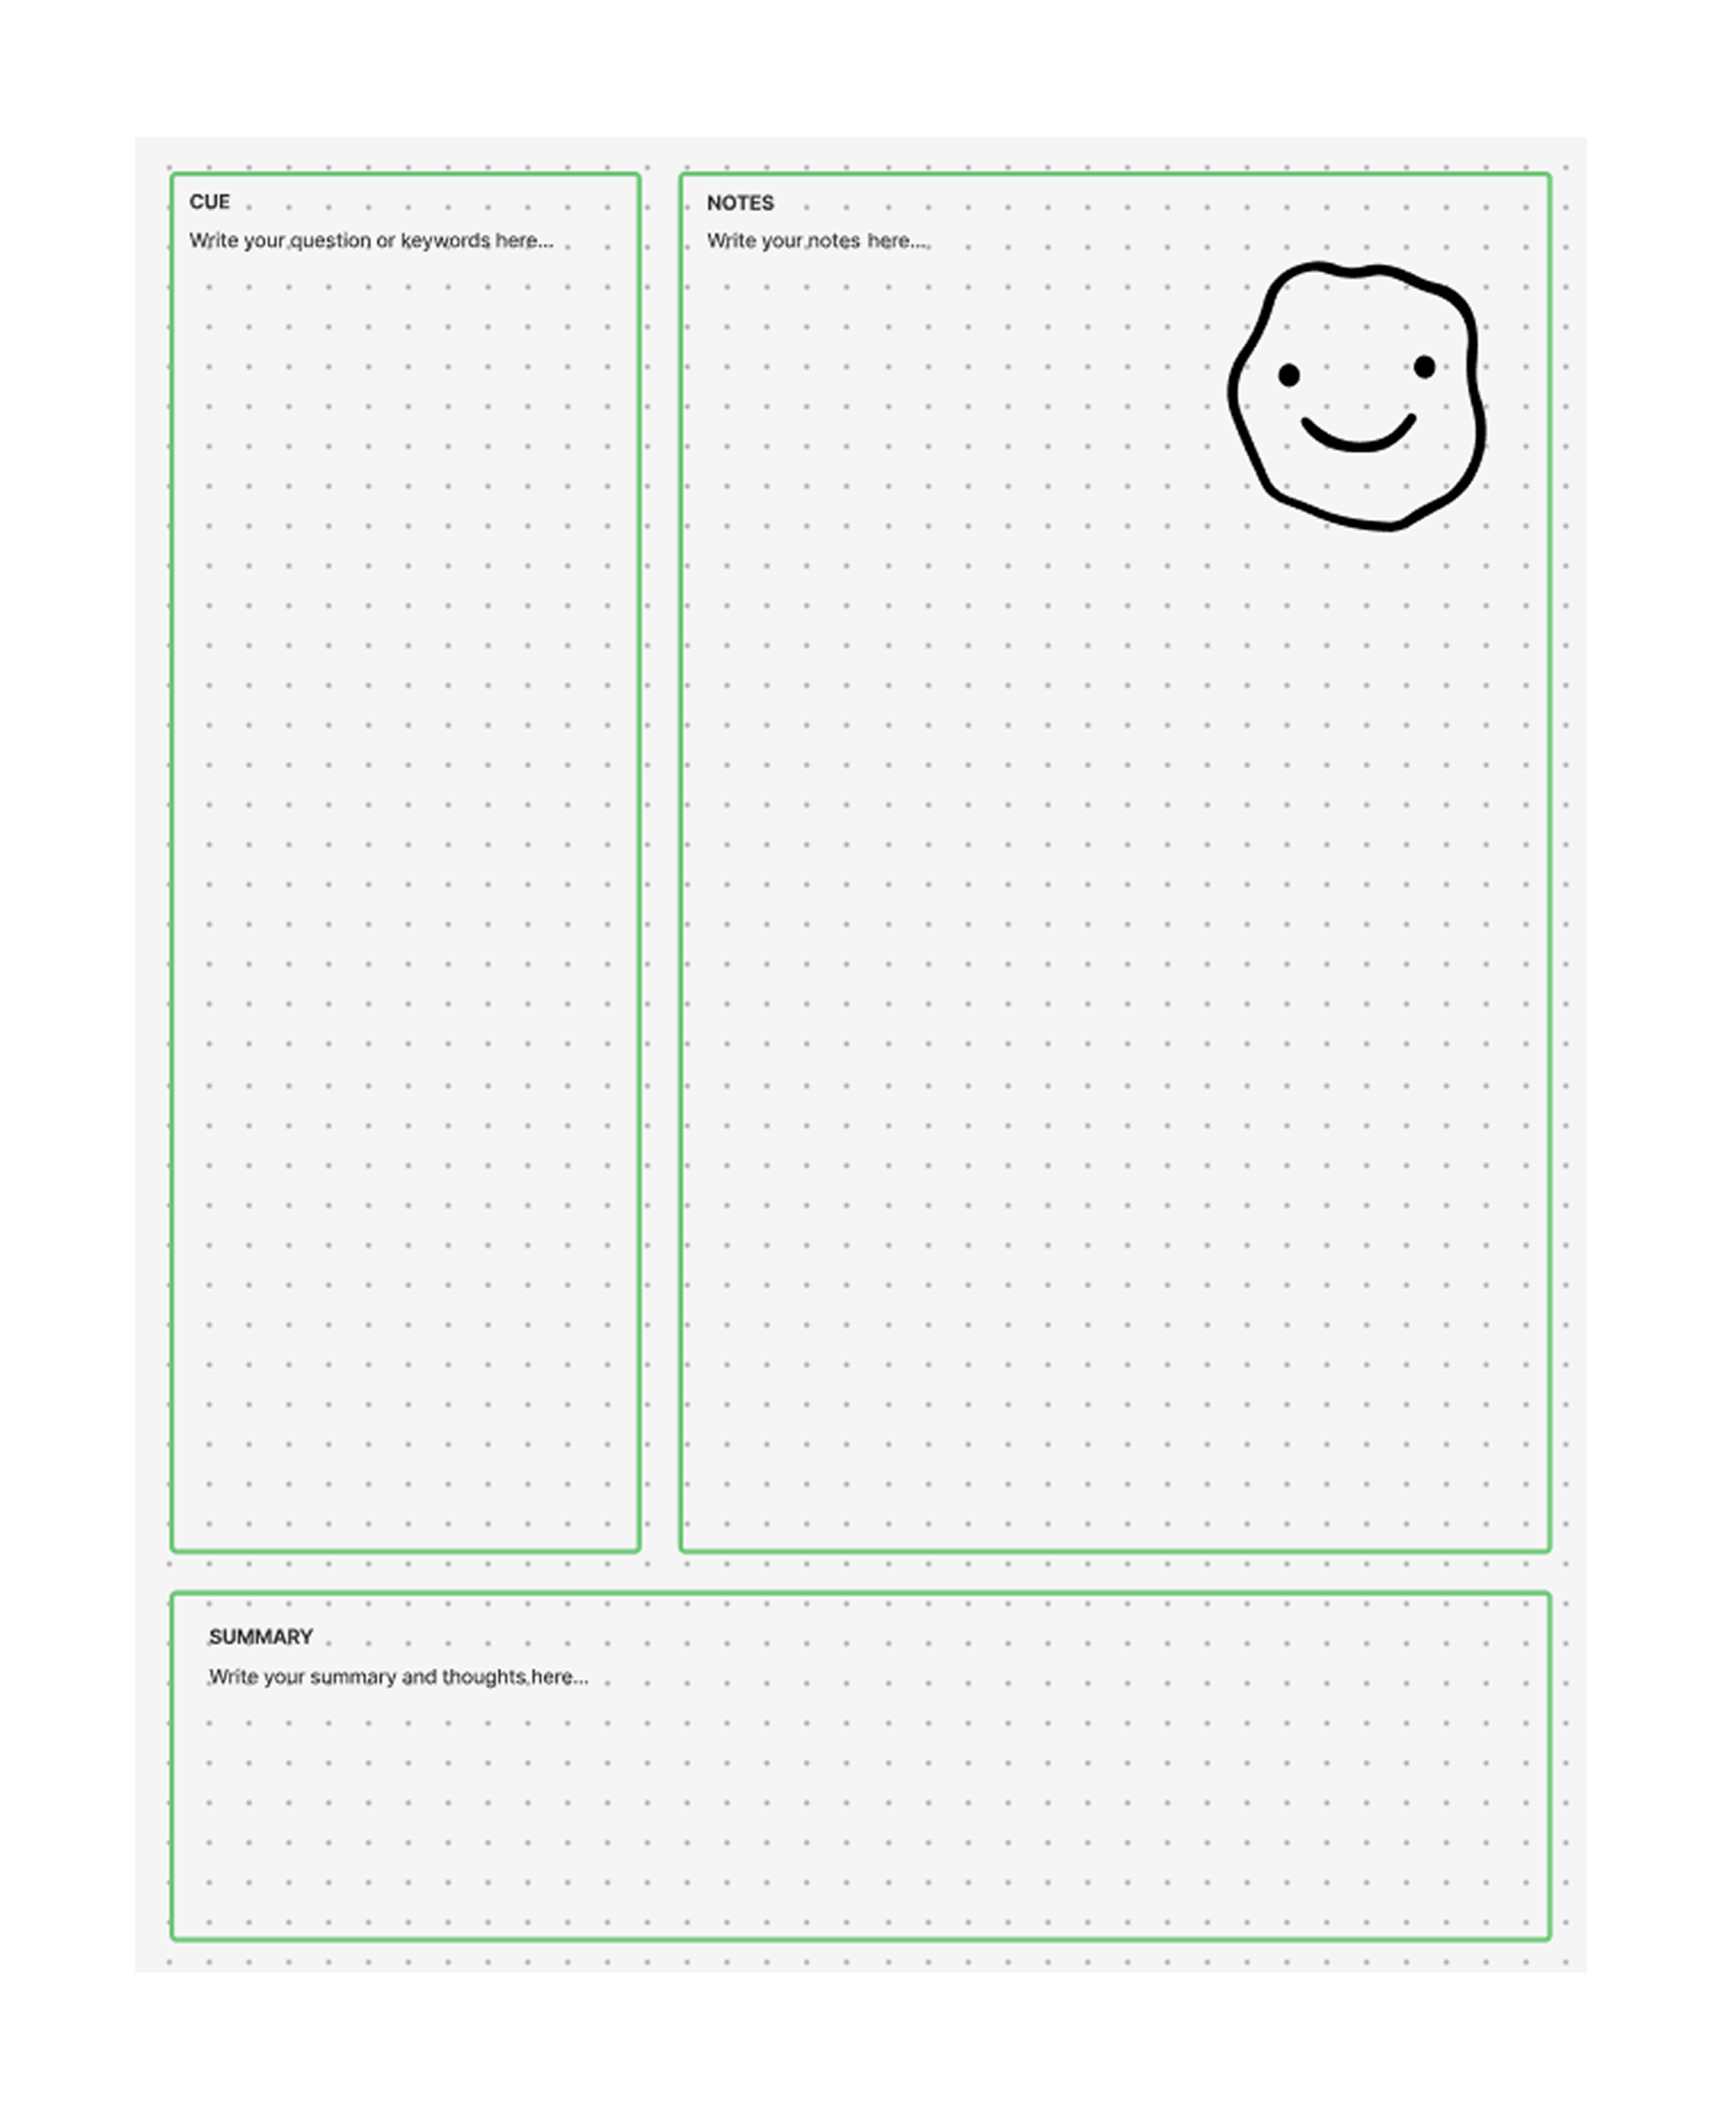 CUE
Write your question or keywords here...
NOTES
Write your notes here...
SUMMARY
Write your summary and thoughts here...